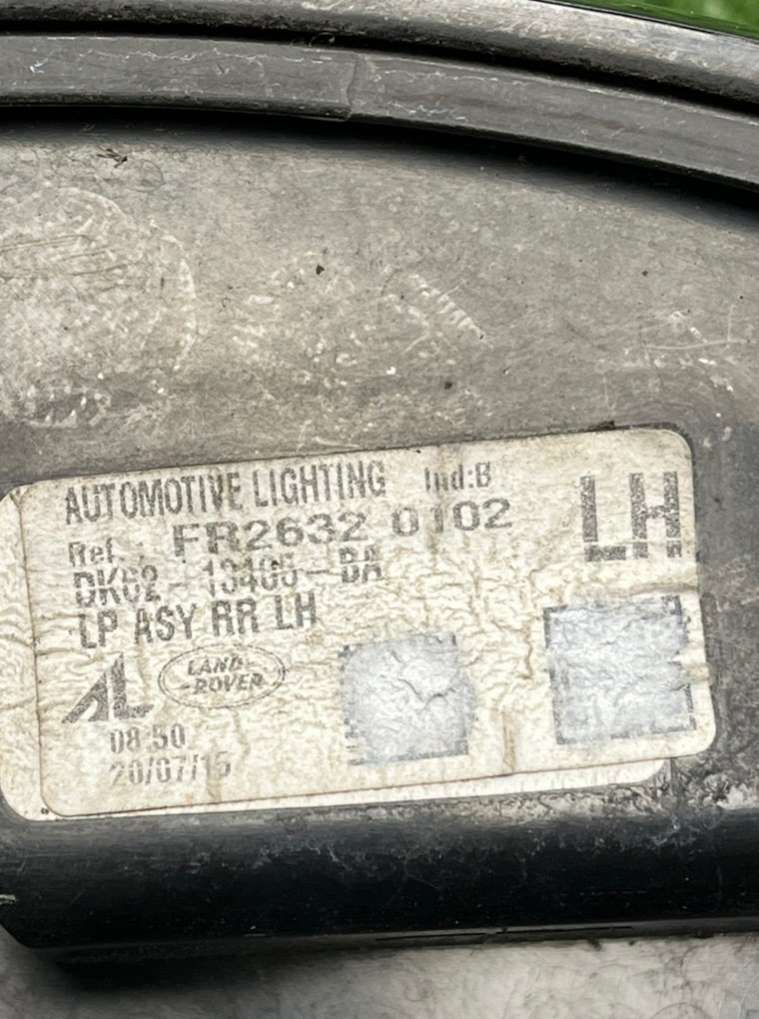 AUTOMOTIVE LIGHTING Ind:B
LH
Ref.: FR2632 0102
DK62-13405-BA
LP ASY RR LH
AL
LAND-
-ROVER
08:50
20/07/15